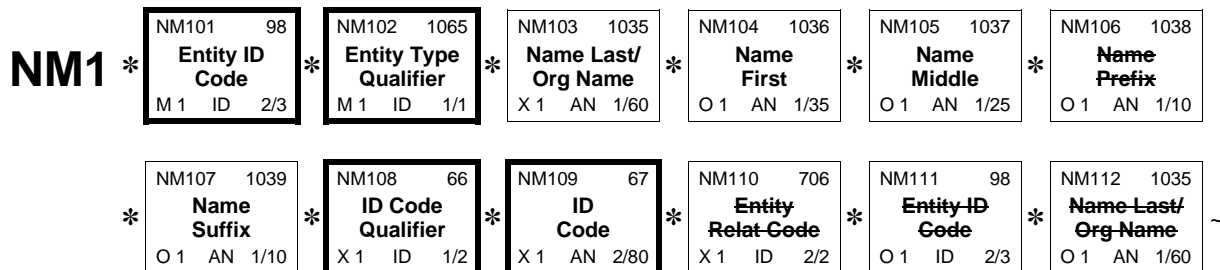 NM101 98 NM102 1065 NM103 1035 NM104 1036 NM105 1037 NM106 1038
NM1 * Entity ID Code * Entity Type Qualifier * Name Last/ Org Name * Name First * Name Middle * Name Prefix
M 1 ID 2/3 M 1 ID 1/1 X 1 AN 1/60 O 1 AN 1/35 O 1 AN 1/25 O 1 AN 1/10
NM107 1039 NM108 66 NM109 67 NM110 706 NM111 98 NM112 1035
* Name Suffix * ID Code Qualifier * ID Code * Entity Relat Code * Entity ID Code * Name Last/ Org Name ~
O 1 AN 1/10 X 1 ID 1/2 X 1 AN 2/80 X 1 ID 2/2 O 1 ID 2/3 O 1 AN 1/60